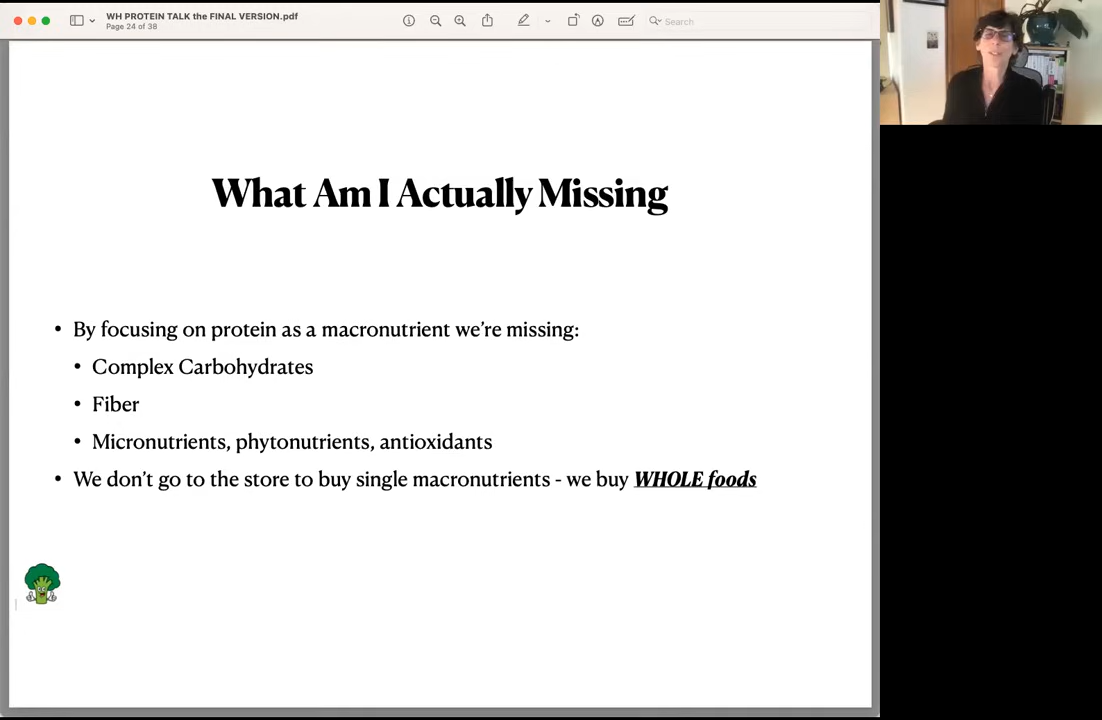 WH PROTEIN TALK the FINAL VERSION.pdf
Page 24 of 38
Search
What Am I Actually Missing
• By focusing on protein as a macronutrient we’re missing:
• Complex Carbohydrates
• Fiber
• Micronutrients, phytonutrients, antioxidants
• We don’t go to the store to buy single macronutrients - we buy WHOLE foods